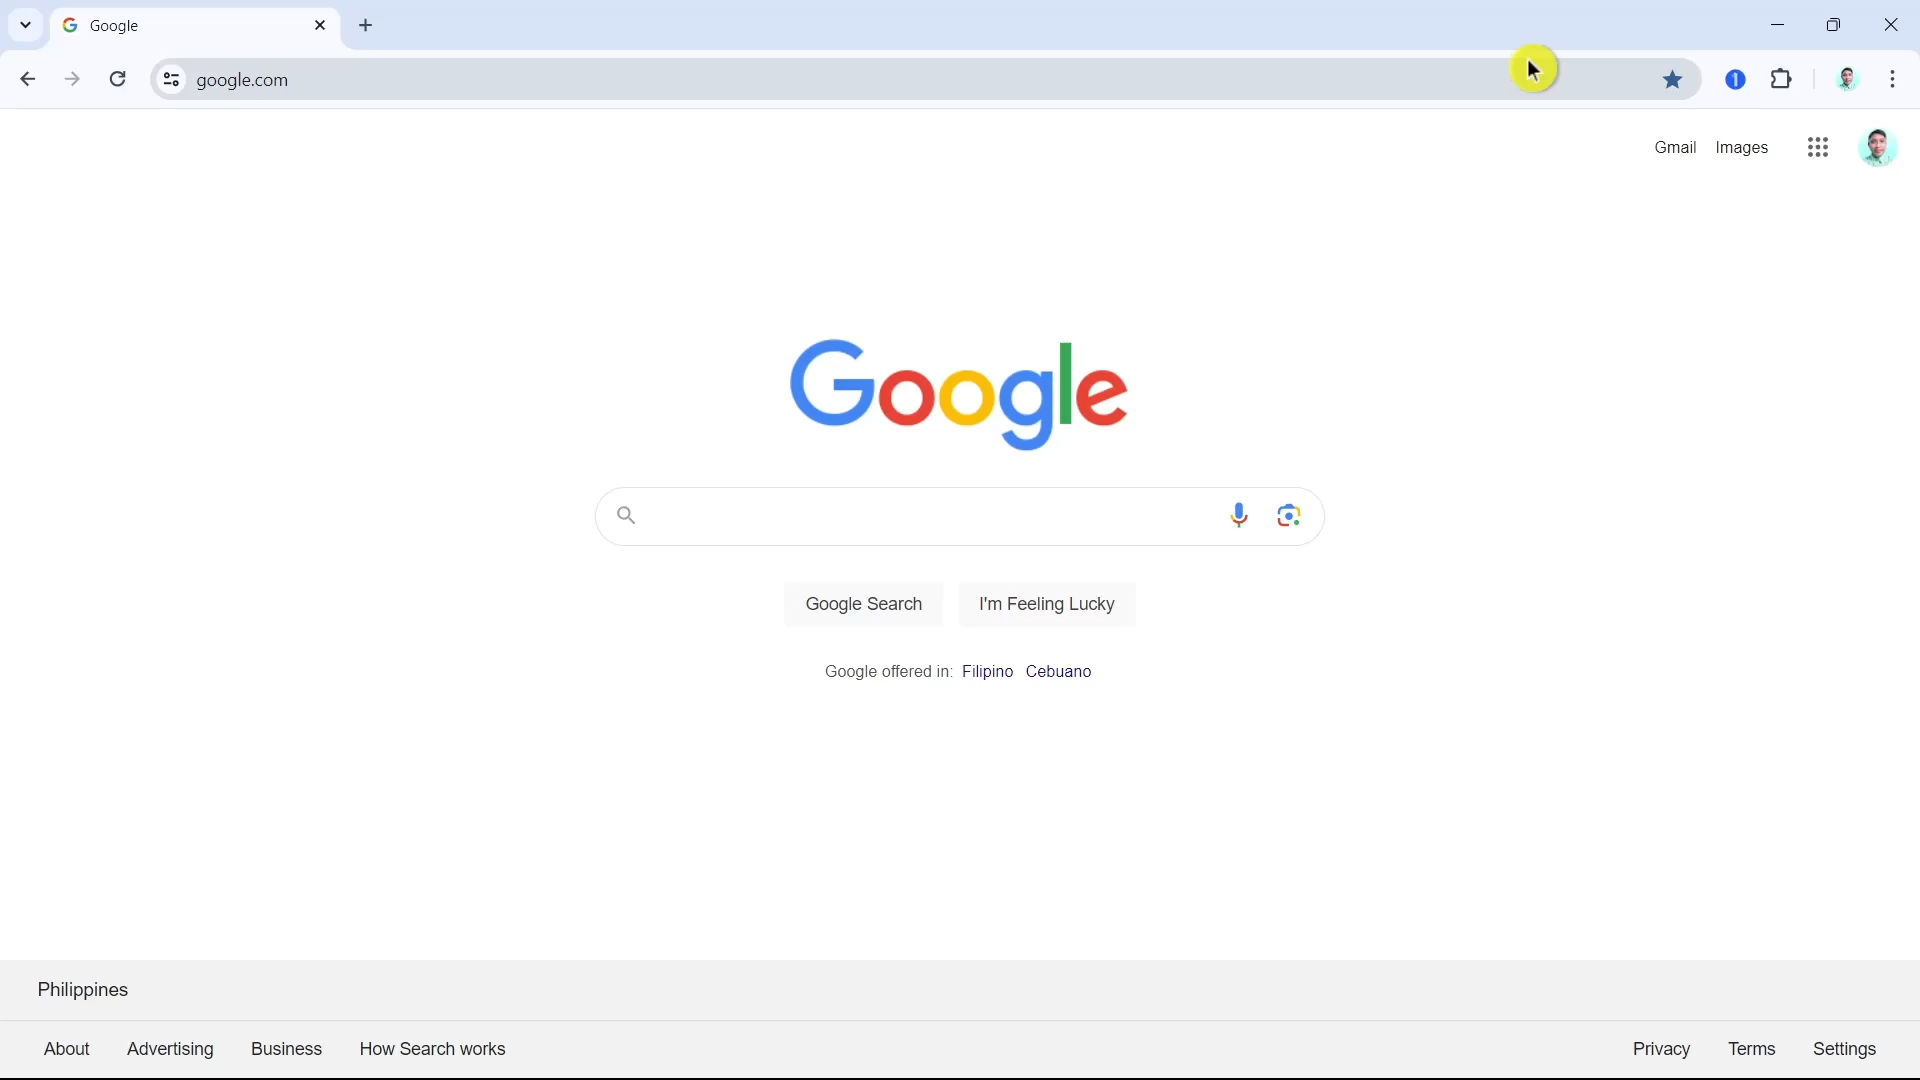 Google
google.com
Gmail Images
Google
Google Search I'm Feeling Lucky
Google offered in: Filipino Cebuano
Philippines
About Advertising Business How Search works Privacy Terms Settings